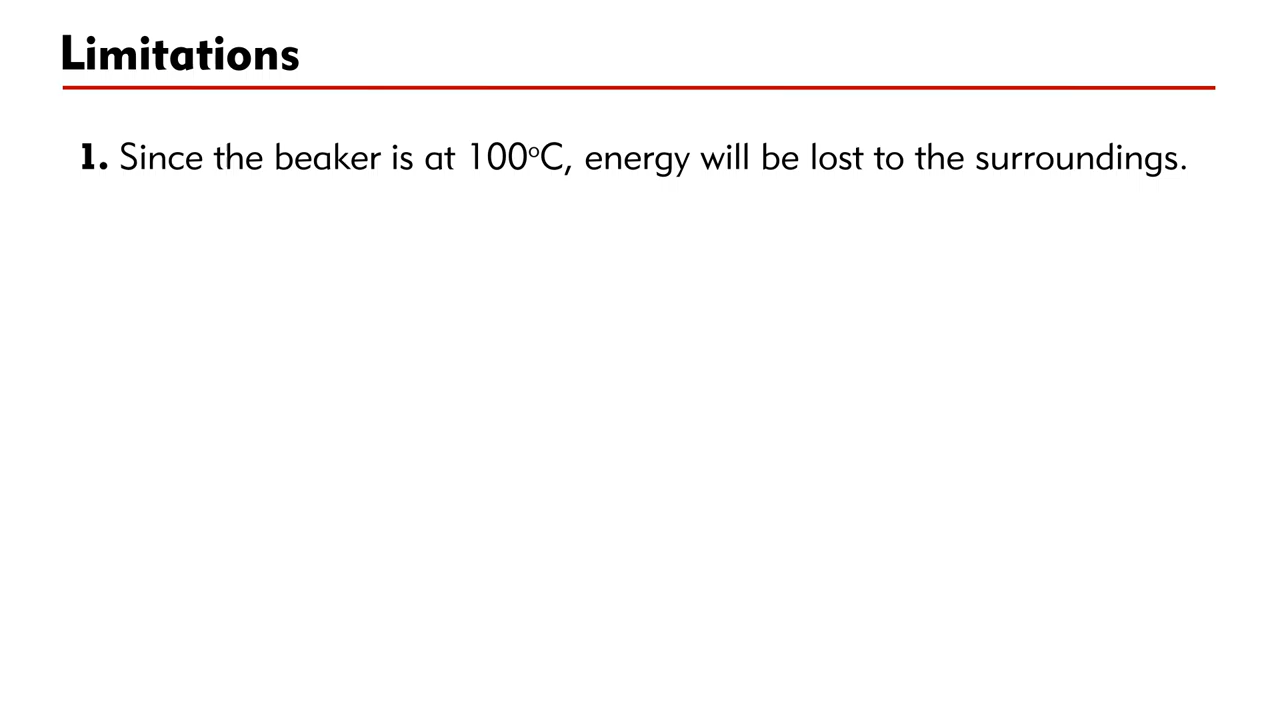 Limitations
1. Since the beaker is at 100ºC, energy will be lost to the surroundings.